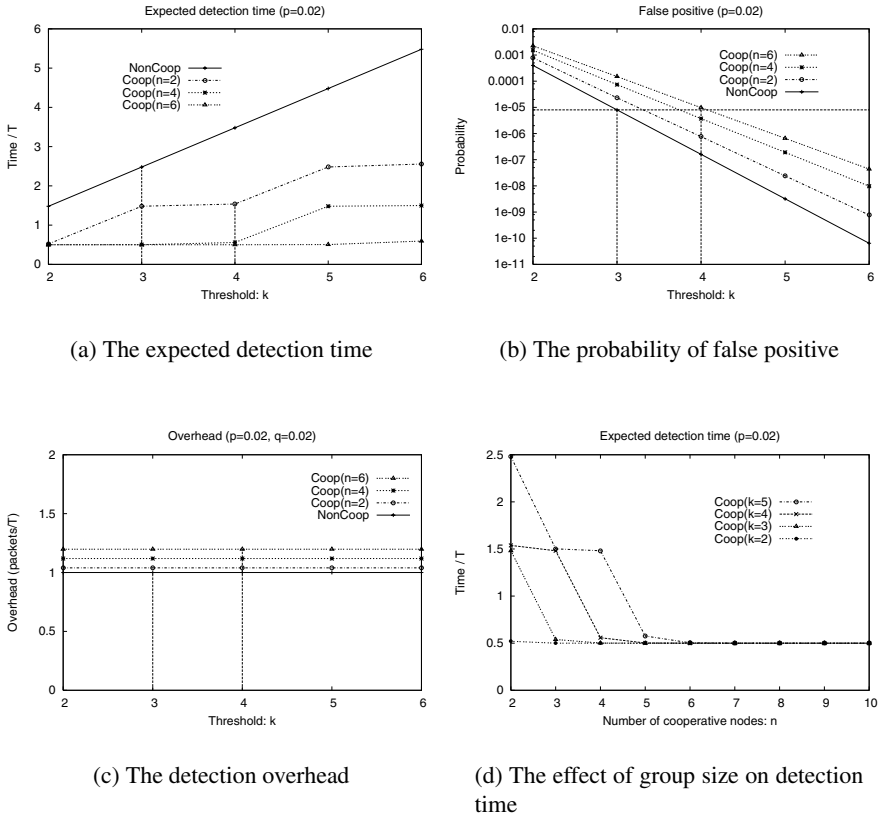 Expected detection time (p=0.02)
6
5
4
3
2
1
0
Time / T
NonCoop
Coop(n=2)
Coop(n=4)
Coop(n=6)
2 3 4 5 6
Threshold: k
(a) The expected detection time
False positive (p=0.02)
0.01
0.001
0.0001
1e-05
1e-06
1e-07
1e-08
1e-09
1e-10
1e-11
Probability
Coop(n=6)
Coop(n=4)
Coop(n=2)
NonCoop
2 3 4 5 6
Threshold: k
(b) The probability of false positive
Overhead (p=0.02, q=0.02)
2
1.5
1
0.5
0
Overhead (packets/T)
Coop(n=6)
Coop(n=4)
Coop(n=2)
NonCoop
2 3 4 5 6
Threshold: k
(c) The detection overhead
Expected detection time (p=0.02)
2.5
2
1.5
1
0.5
0
Time / T
Coop(k=5)
Coop(k=4)
Coop(k=3)
Coop(k=2)
2 3 4 5 6 7 8 9 10
Number of cooperative nodes: n
(d) The effect of group size on detection
time